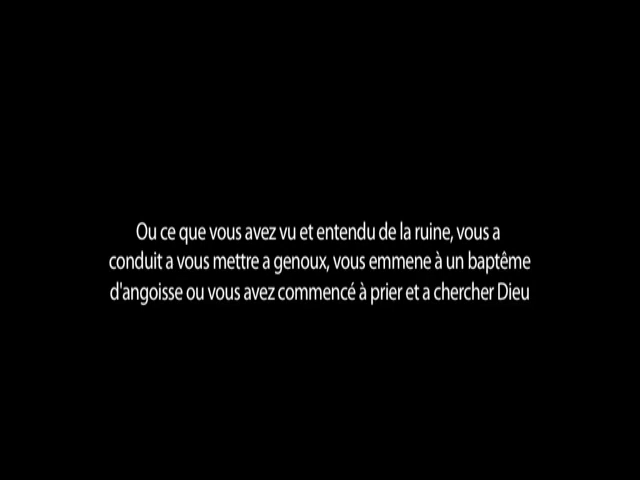 Ou ce que vous avez vu et entendu de la ruine, vous a
conduit a vous mettre a genoux, vous emmene à un baptême
d'angoisse ou vous avez commencé à prier et a chercher Dieu